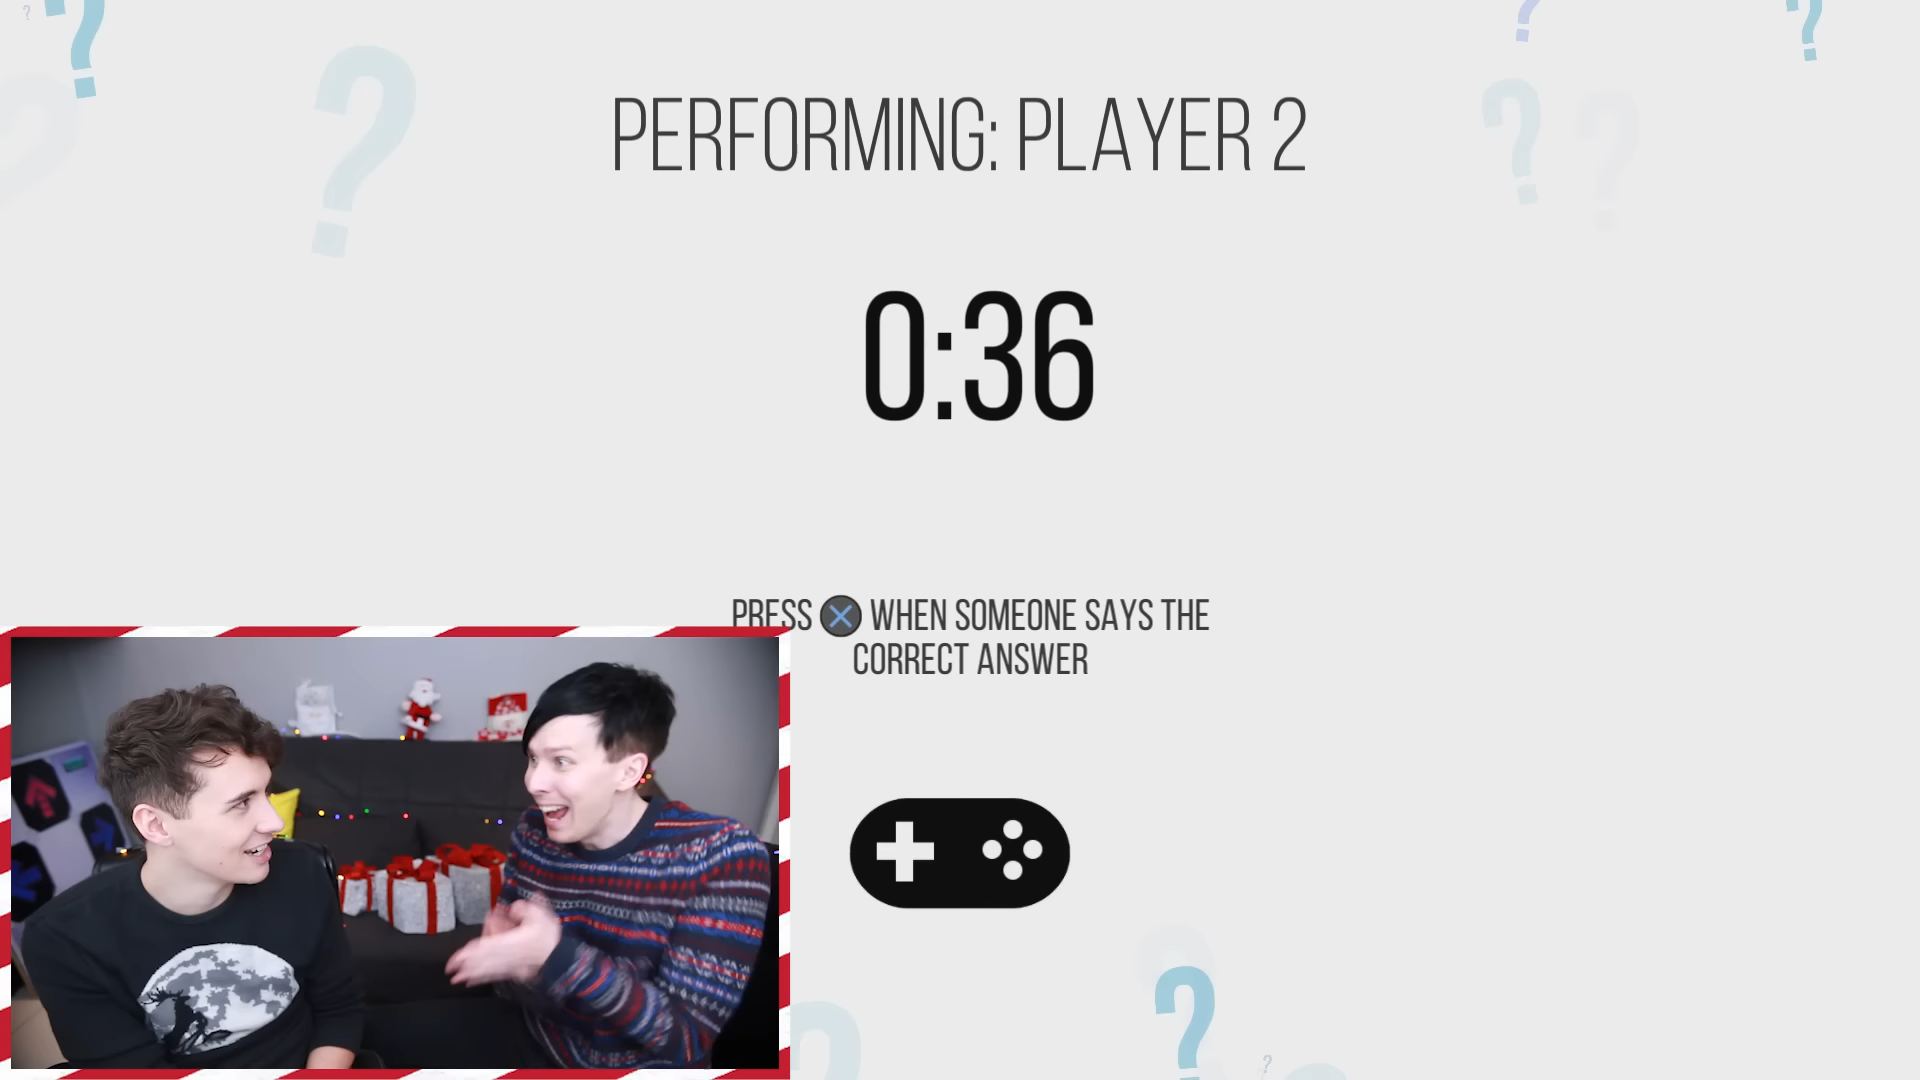 PERFORMING: PLAYER 2
0:36
PRESS WHEN SOMEONE SAYS THE
CORRECT ANSWER